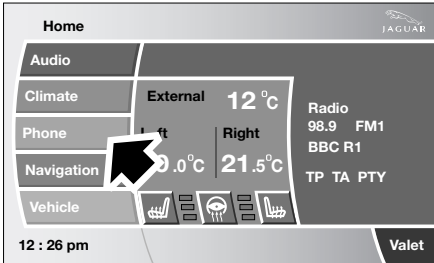 Home
JAGUAR
Audio
Climate
Phone
Navigation
Vehicle
External 12 °C
Right
.0°C 21.5°C
Radio
98.9 FM1
BBC R1
TP TA PTY
12 : 26 pm
Valet